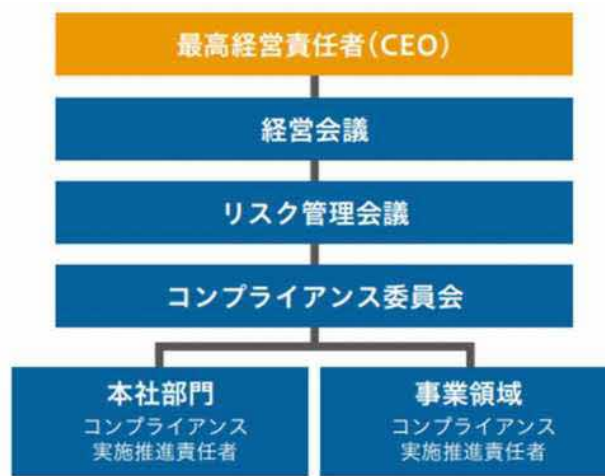 最高経営責任者(CEO)
経営会議
リスク管理会議
コンプライアンス委員会
本社部門
コンプライアンス
実施推進責任者
事業領域
コンプライアンス
実施推進責任者